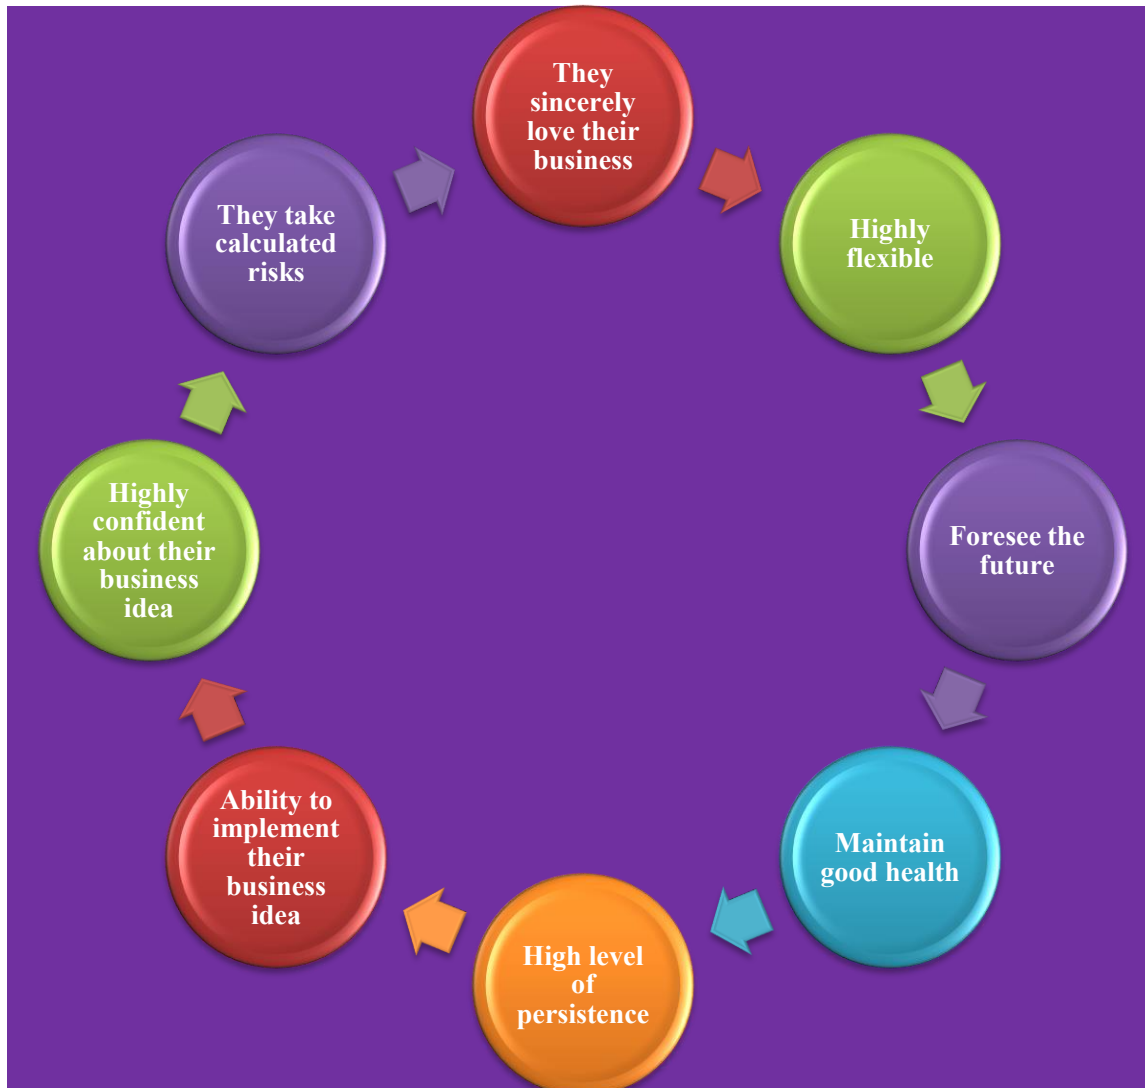 They
sincerely
love their
business
Highly
flexible
Foresee the
future
Maintain
good health
High level
of
persistence
Ability to
implement
their
business
idea
Highly
confident
about their
business
idea
They take
calculated
risks